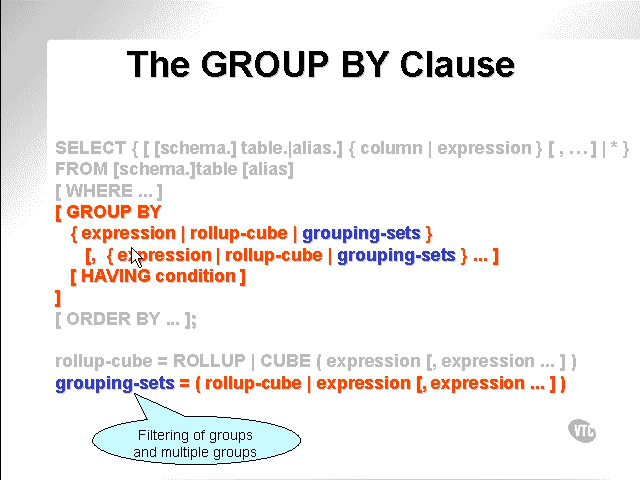 The GROUP BY Clause
SELECT { [ [schema.] table.|alias.] { column | expression } [ , …] | * }
FROM [schema.]table [alias]
[ WHERE ... ]
[ GROUP BY
{ expression | rollup-cube | grouping-sets }
[, { expression | rollup-cube | grouping-sets } ... ]
[ HAVING condition ]
]
[ ORDER BY ... ];
rollup-cube = ROLLUP | CUBE ( expression [, expression ... ] )
grouping-sets = ( rollup-cube | expression [, expression ... ] )
Filtering of groups
and multiple groups
VTC